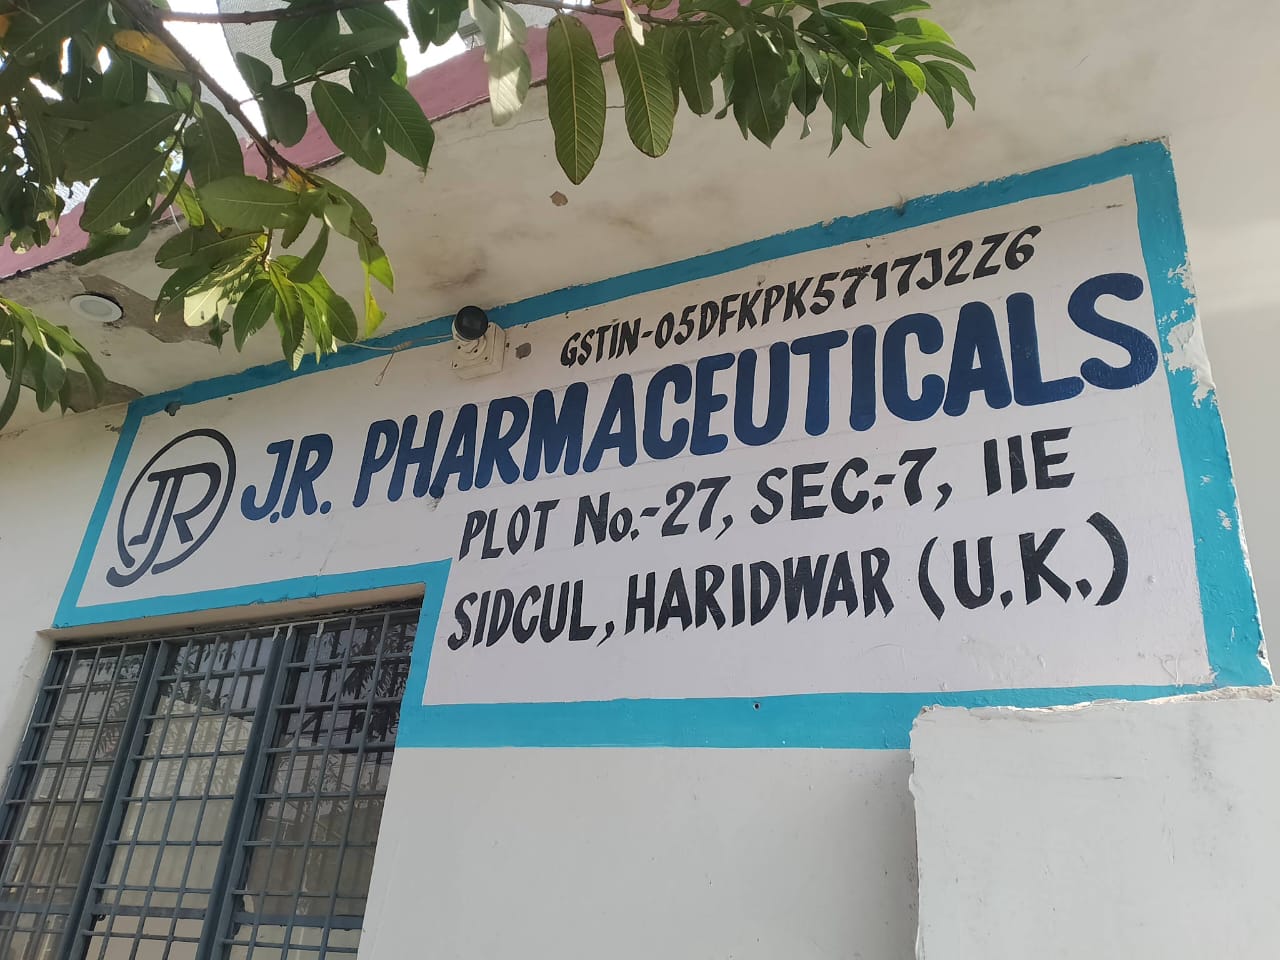 GSTIN-05DFKPK5717J2Z6
JR J.R. PHARMACEUTICALS
PLOT No.-27, SEC.-7, IIE
SIDCUL, HARIDWAR (U.K.)